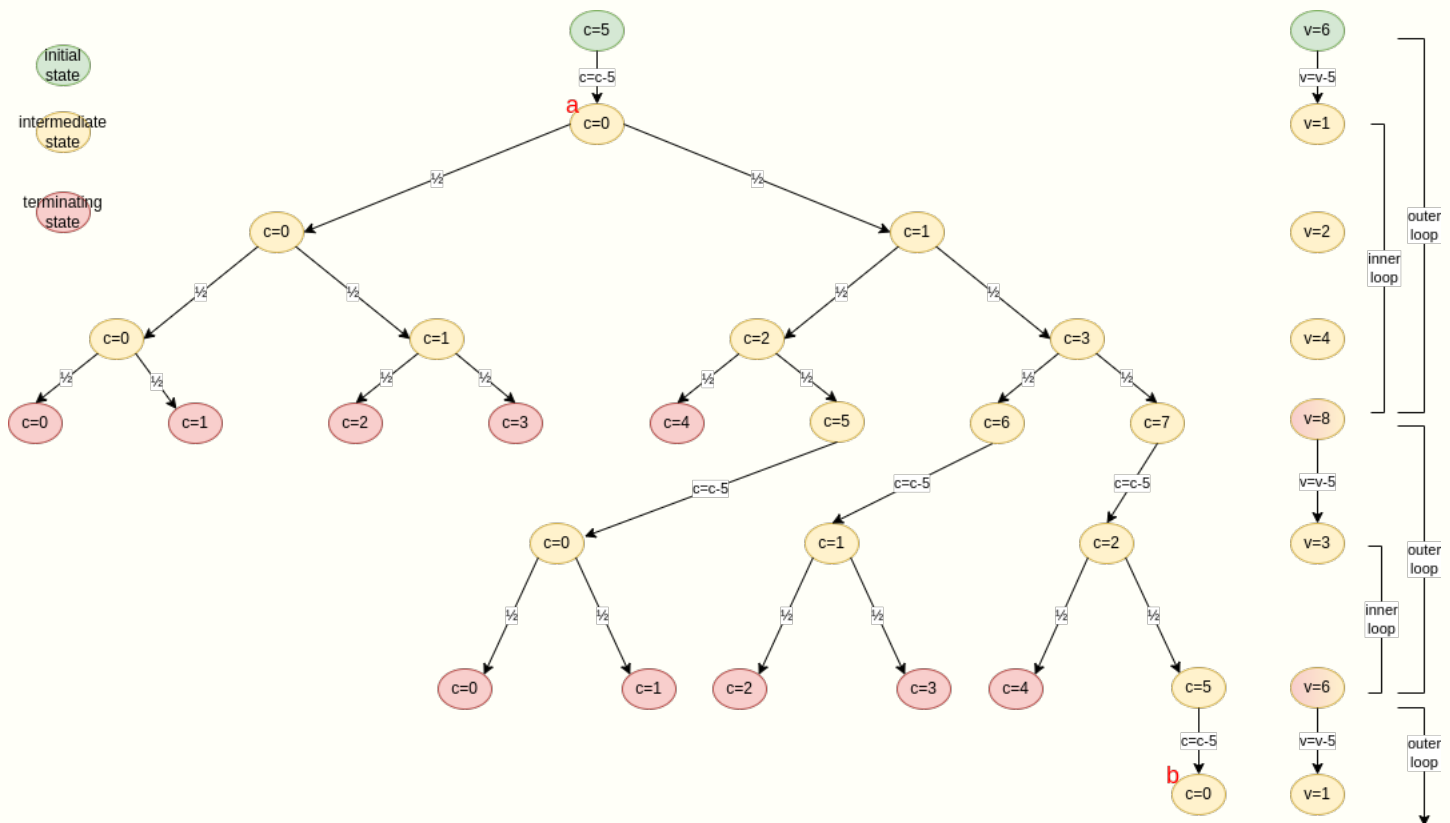 c=5
v=6
initial
state
c=c-5
v=v-5
a
c=0
v=1
intermediate
state
½
½
terminating
state
outer
loop
c=0
c=1
v=2
inner
loop
½
½
½
½
c=0
c=1
c=2
c=3
v=4
½
½
½
½
½
½
½
½
c=0
c=1
c=2
c=3
c=4
c=5
c=6
c=7
v=8
c=c-5
c=c-5
c=c-5
v=v-5
c=0
c=1
c=2
v=3
outer
loop
½
½
½
½
½
½
inner
loop
c=0
c=1
c=2
c=3
c=4
c=5
v=6
c=c-5
v=v-5
outer
loop
b
c=0
v=1